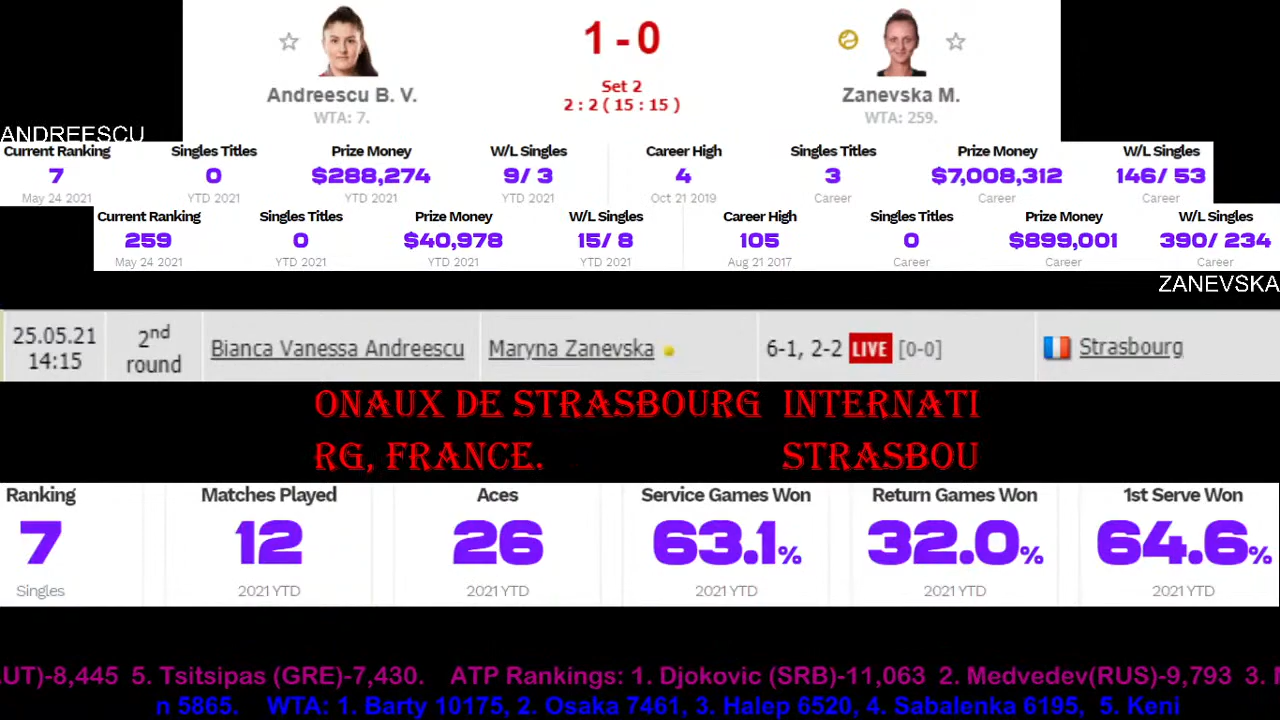 1 - 0
Set 2
2 : 2 ( 15 : 15 )
Andreescu B. V.
WTA: 7.
Zanevska M.
WTA: 259.
ANDREESCU
Current Ranking Singles Titles Prize Money W/L Singles Career High Singles Titles Prize Money W/L Singles
7 0 $288,274 9/ 3 4 3 $7,008,312 146/ 53
May 24 2021 YTD 2021 YTD 2021 YTD 2021 Oct 21 2019 Career Career Career
Current Ranking Singles Titles Prize Money W/L Singles Career High Singles Titles Prize Money W/L Singles
259 0 $40,978 15/ 8 105 0 $899,001 390/ 234
May 24 2021 YTD 2021 YTD 2021 YTD 2021 Aug 21 2017 Career Career Career
ZANEVSKA
25.05.21 14:15 2nd round Bianca Vanessa Andreescu Maryna Zanevska 6-1, 2-2 LIVE [0-0] Strasbourg
ONAUX DE STRASBOURG INTERNATI
RG, FRANCE. STRASBOU
Ranking Matches Played Aces Service Games Won Return Games Won 1st Serve Won
7 12 26 63.1% 32.0% 64.6%
Singles 2021 YTD 2021 YTD 2021 YTD 2021 YTD 2021 YTD
UT)-8,445 5. Tsitsipas (GRE)-7,430. ATP Rankings: 1. Djokovic (SRB)-11,063 2. Medvedev(RUS)-9,793 3.
n 5865. WTA: 1. Barty 10175, 2. Osaka 7461, 3. Halep 6520, 4. Sabalenka 6195, 5. Keni